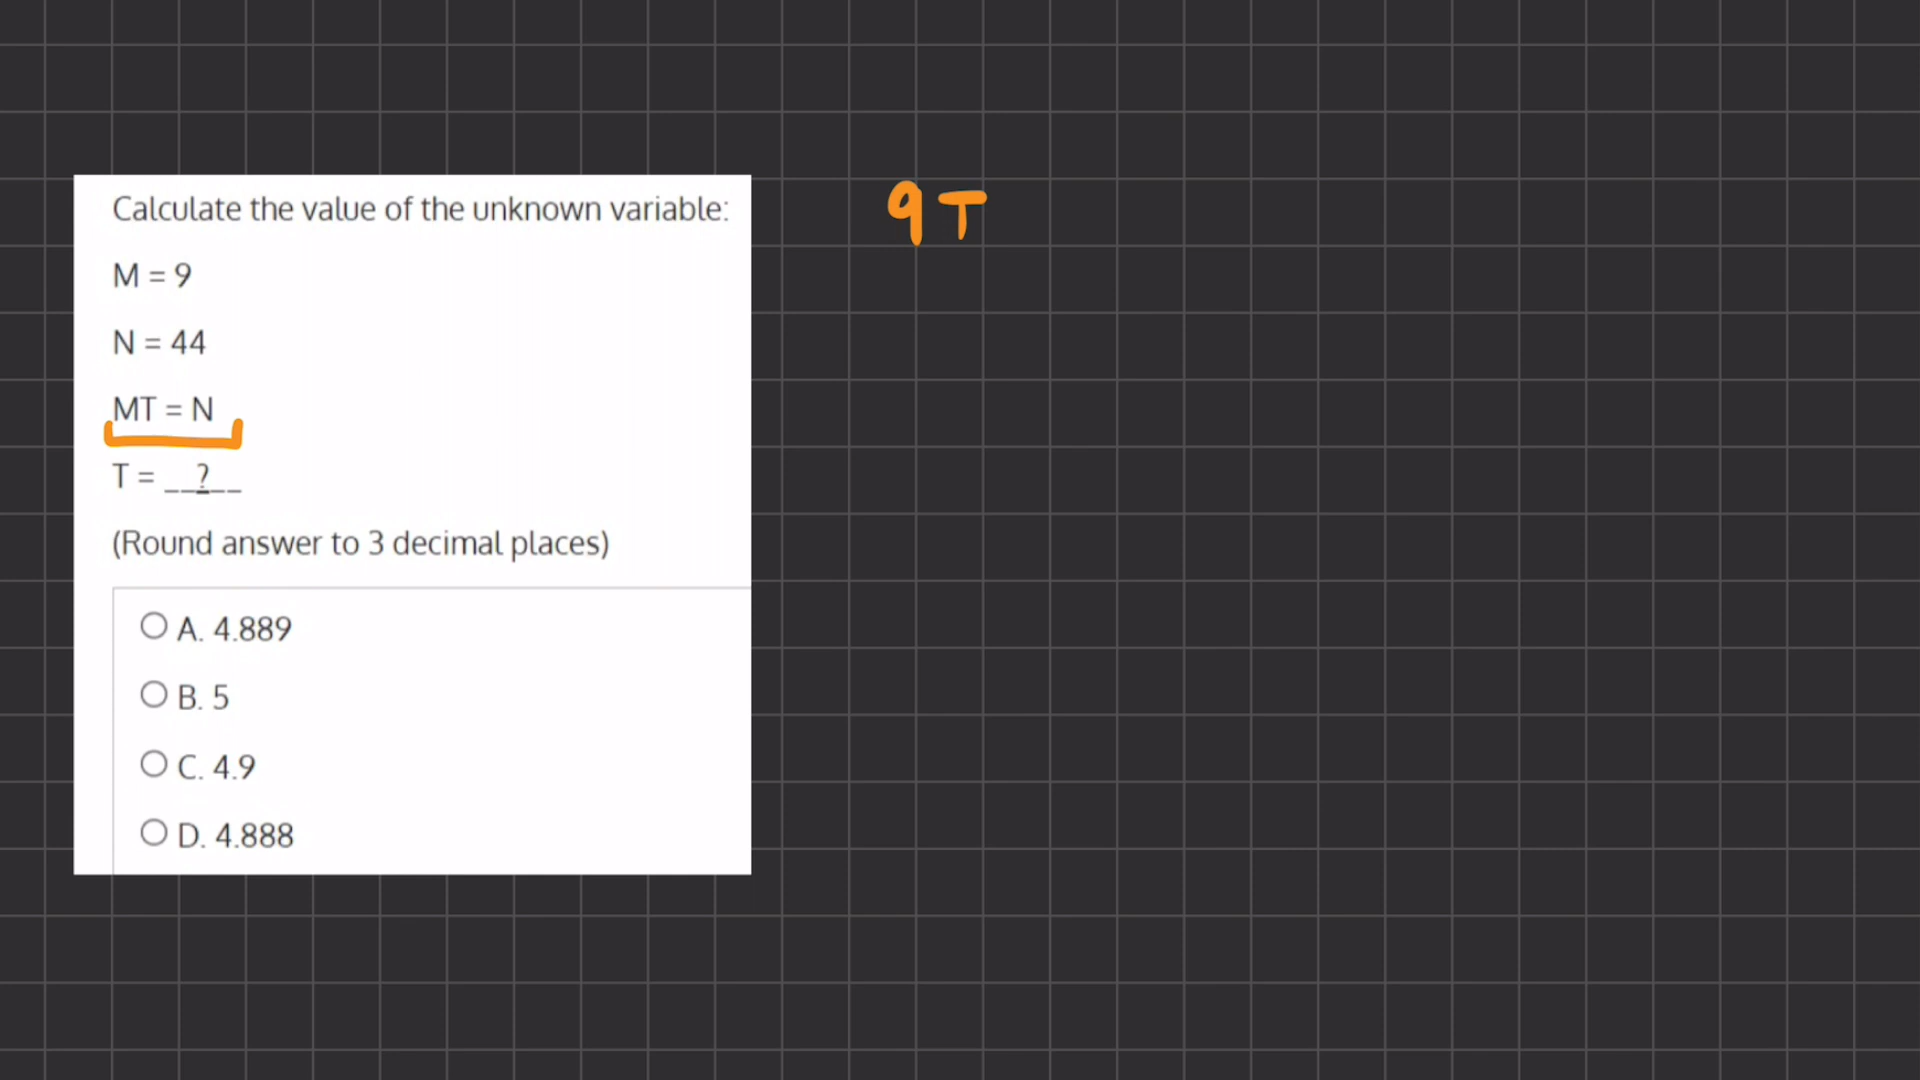 Calculate the value of the unknown variable:
M = 9
N = 44
MT = N
T = __?__
(Round answer to 3 decimal places)
A. 4.889
B. 5
C. 4.9
D. 4.888
9T